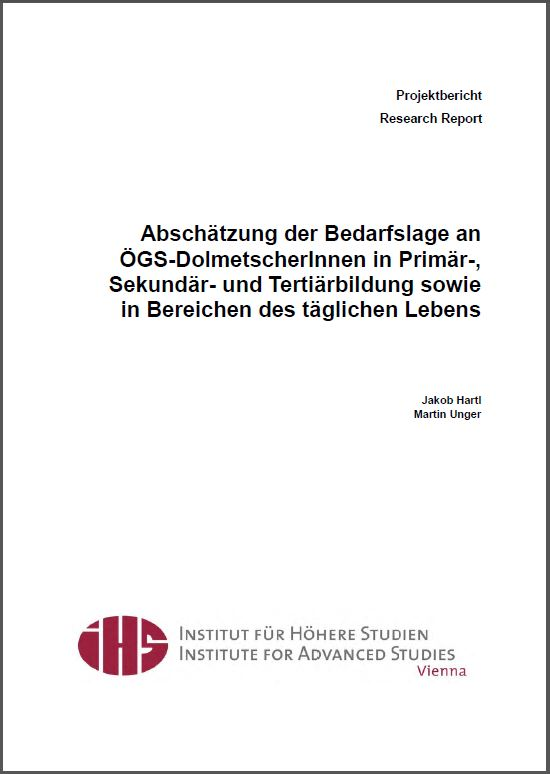 Projektbericht
Research Report
Abschätzung der Bedarfslage an
ÖGS-DolmetscherInnen in Primär-,
Sekundär- und Tertiärbildung sowie
in Bereichen des täglichen Lebens
Jakob Hartl
Martin Unger
IHS
INSTITUT FÜR HÖHERE STUDIEN
INSTITUTE FOR ADVANCED STUDIES
Vienna